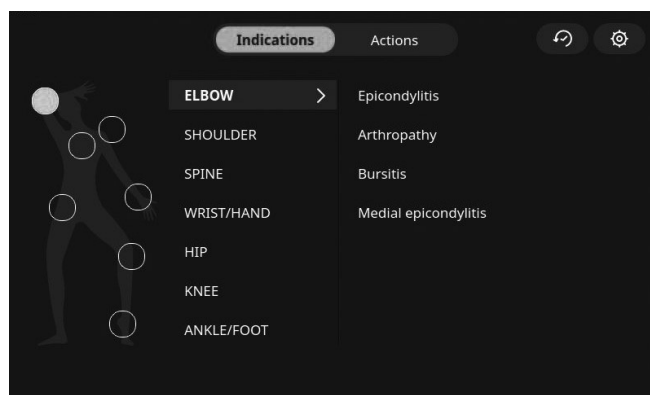 Indications Actions
ELBOW
SHOULDER
SPINE
WRIST/HAND
HIP
KNEE
ANKLE/FOOT
Epicondylitis
Arthropathy
Bursitis
Medial epicondylitis